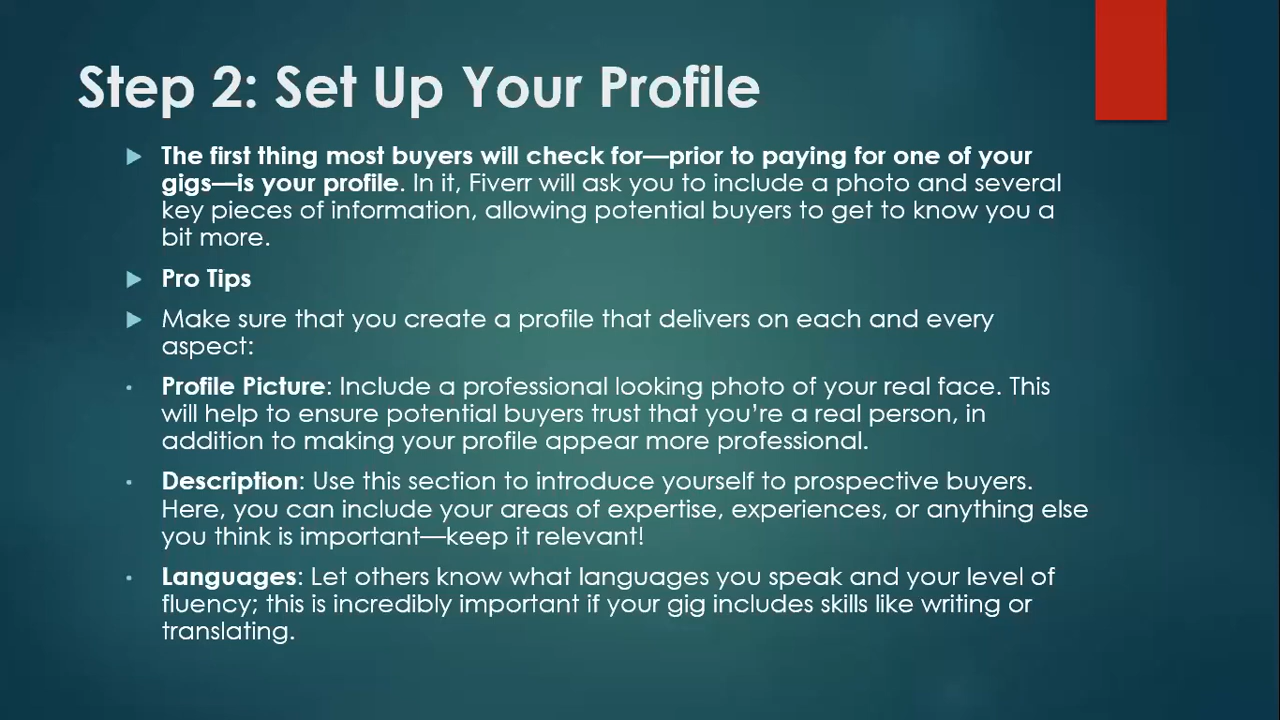 Step 2: Set Up Your Profile
The first thing most buyers will check for—prior to paying for one of your
gigs—is your profile. In it, Fiverr will ask you to include a photo and several
key pieces of information, allowing potential buyers to get to know you a
bit more.
Pro Tips
Make sure that you create a profile that delivers on each and every
aspect:
Profile Picture: Include a professional looking photo of your real face. This
will help to ensure potential buyers trust that you’re a real person, in
addition to making your profile appear more professional.
Description: Use this section to introduce yourself to prospective buyers.
Here, you can include your areas of expertise, experiences, or anything else
you think is important—keep it relevant!
Languages: Let others know what languages you speak and your level of
fluency; this is incredibly important if your gig includes skills like writing or
translating.